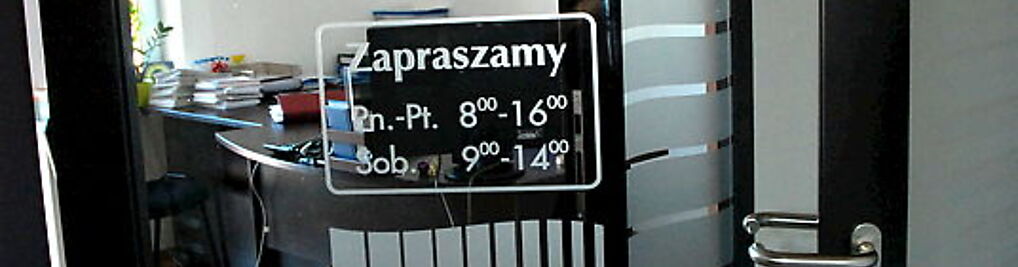 Zapraszamy
Pn.-Pt. 8⁰⁰-16⁰⁰
Sob. 9⁰⁰-14⁰⁰